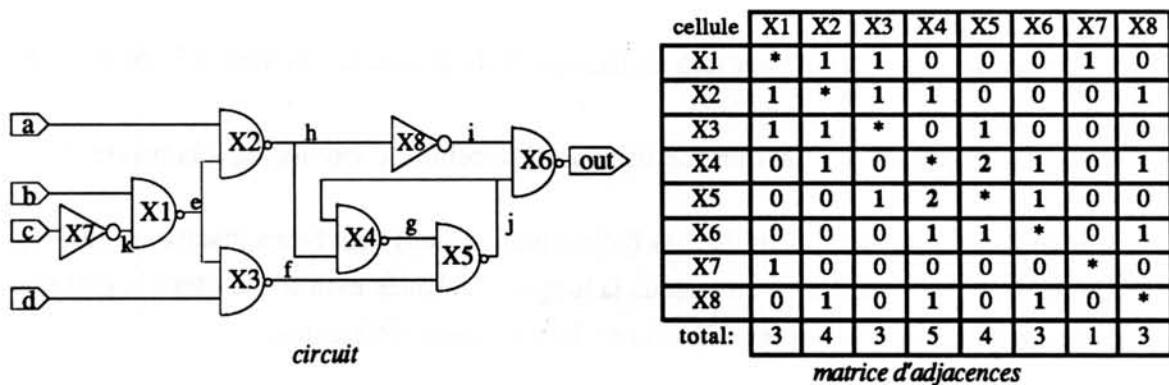 a
b
c
d
X7
k
X1
e
X2
X3
h
f
X8
i
X4
g
X5
j
X6
out
circuit
cellule X1 X2 X3 X4 X5 X6 X7 X8
X1 * 1 1 0 0 0 1 0
X2 1 * 1 1 0 0 0 1
X3 1 1 * 0 1 0 0 0
X4 0 1 0 * 2 1 0 1
X5 0 0 1 2 * 1 0 0
X6 0 0 0 1 1 * 0 1
X7 1 0 0 0 0 0 * 0
X8 0 1 0 1 0 1 0 *
total: 3 4 3 5 4 3 1 3
matrice d'adjacences